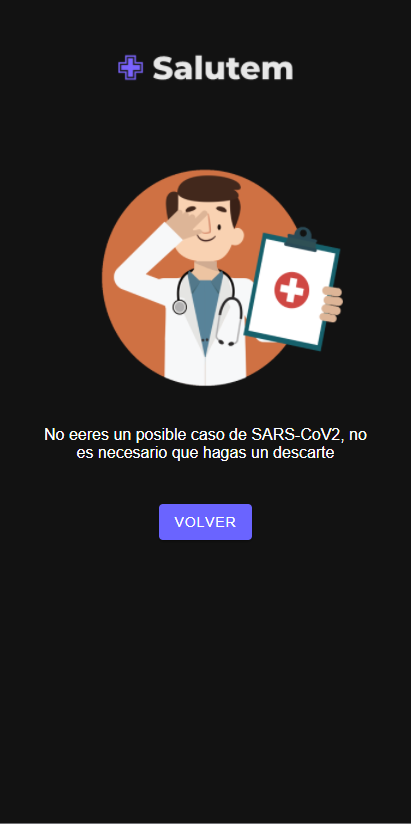 Salutem
No eeres un posible caso de SARS-CoV2, no
es necesario que hagas un descarte
VOLVER